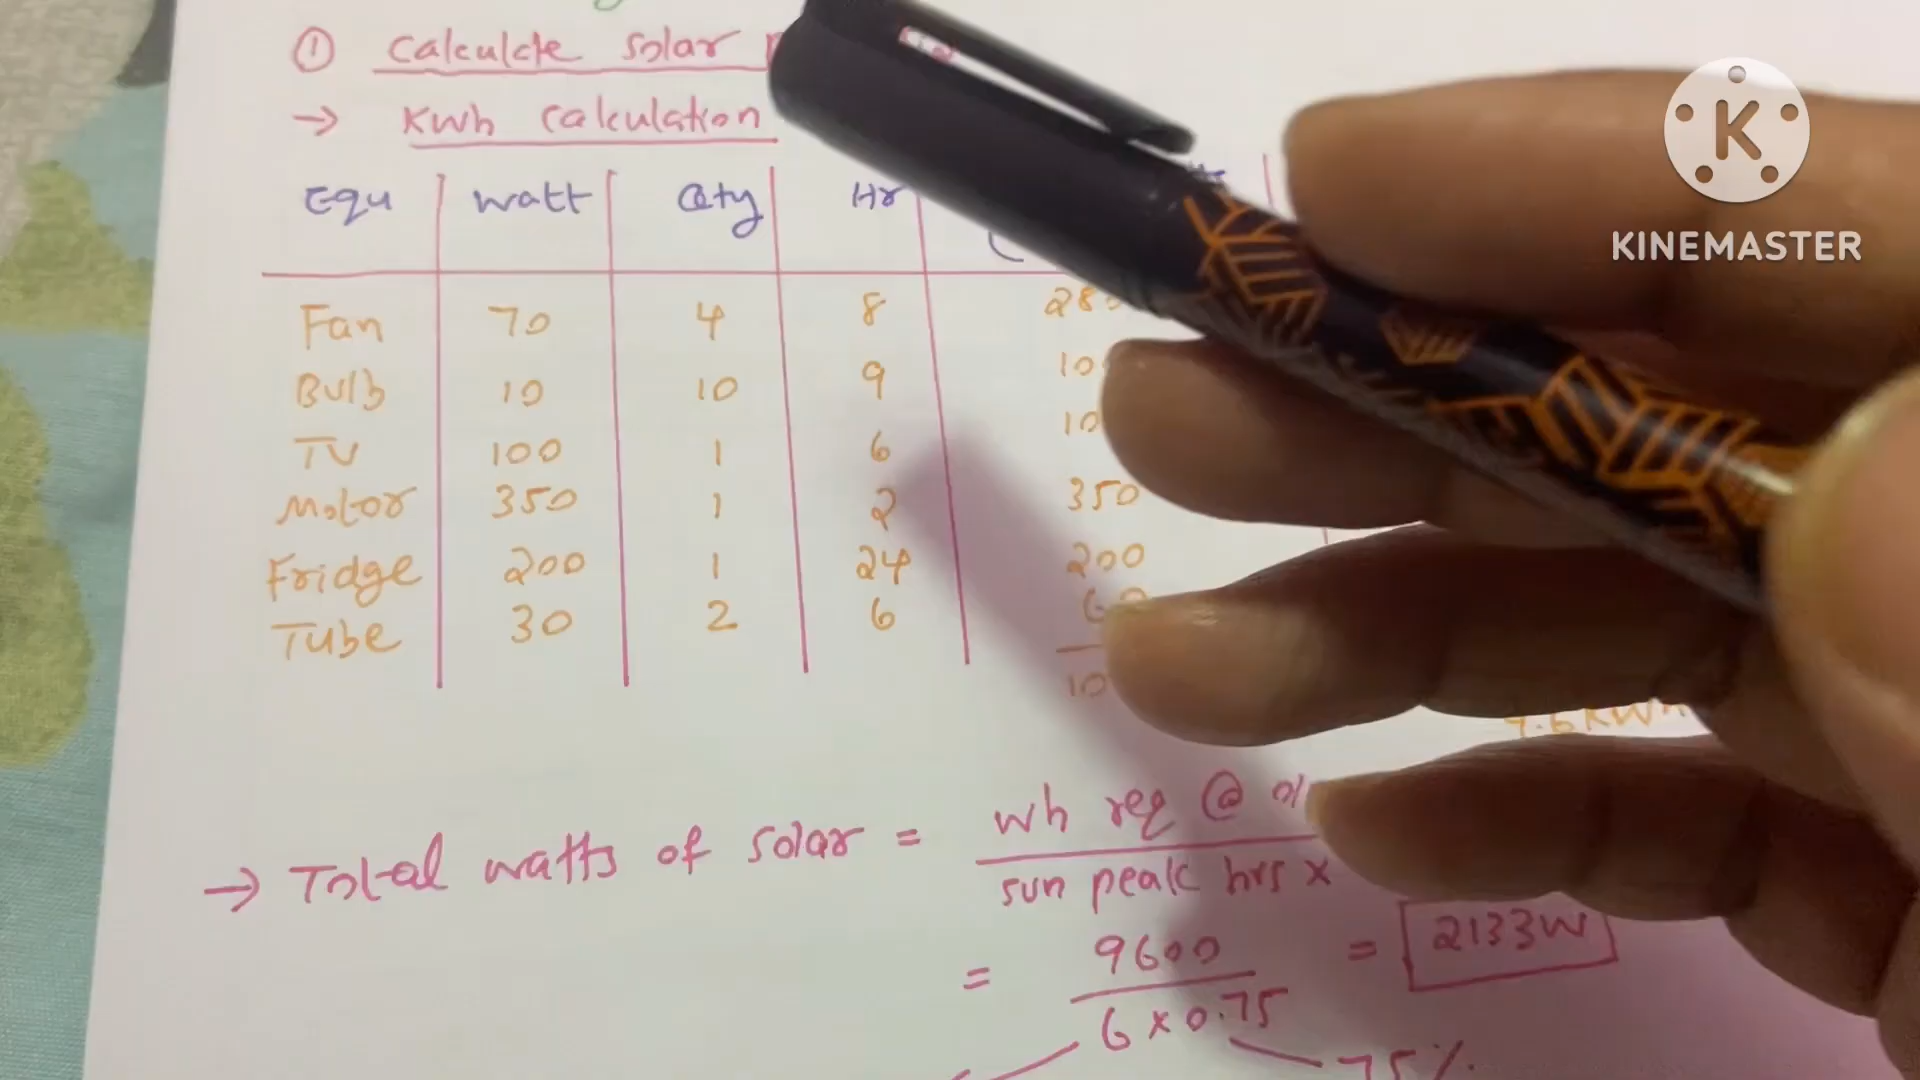 ① Calculate solar
→ Kwh calculation
KINEMASTER
Equ Watt Qty Hr
Fan 70 4 8
Bulb 10 10 9
TV 100 1 6
Motor 350 1 2 350
Fridge 200 1 24 200
Tube 30 2 6
→ Total watts of solar = Wh req @
sun peak hrs x
= 9600 = 2133W
6 x 0.75
75%